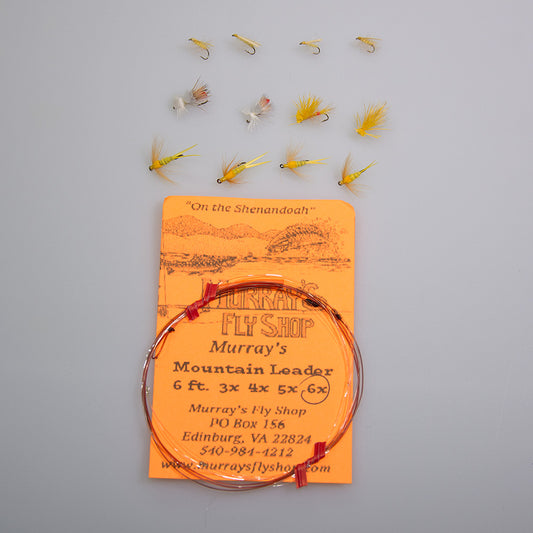 "On the Shenandoah"
MURRAY'S
FLY SHOP
Murray's
Mountain Leader
6 ft. 3x 4x 5x 6x
Murray's Fly Shop
PO Box 156
Edinburg, VA 22824
540-984-4212
www.murraysflyshop.com